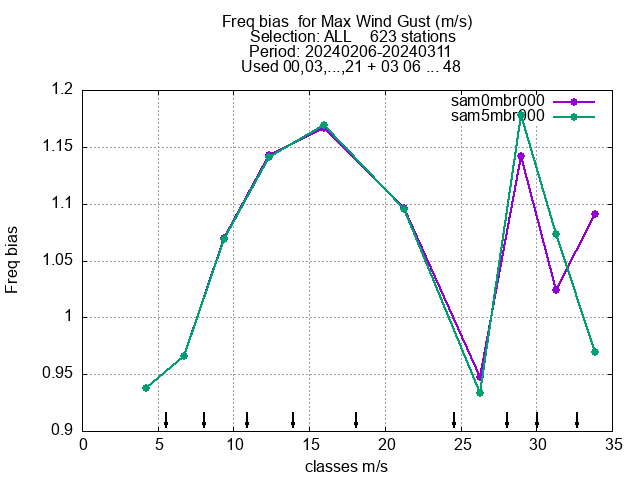 Freq bias  for Max Wind Gust (m/s)
Selection: ALL    623 stations
Period: 20240206-20240311
Used 00,03,...,21 + 03 06 ... 48
1.2
1.15
1.1
1.05
1
0.95
0.9
Freq bias
sam0mbr000
sam5mbr000
0 5 10 15 20 25 30 35
classes m/s